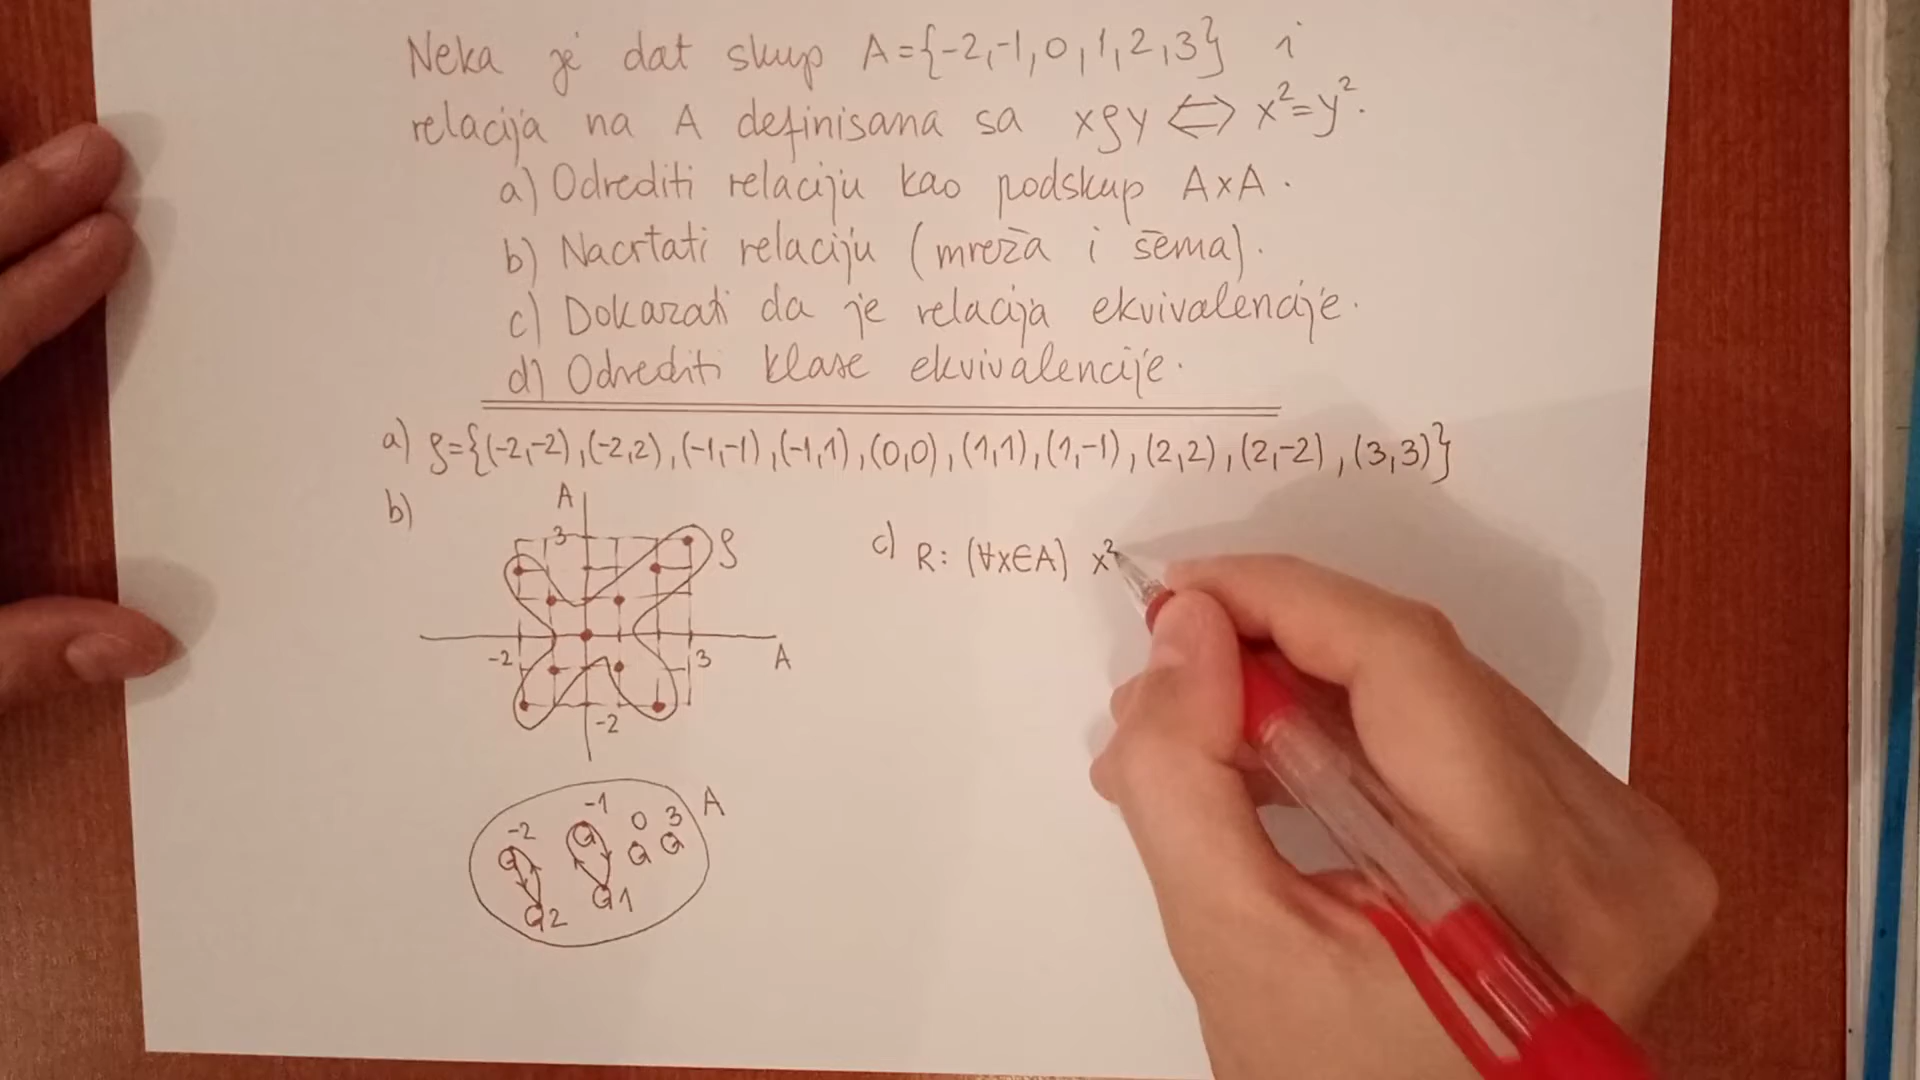 Neka je dat skup A={-2,-1,0,1,2,3} i
relacija na A definisana sa xρy ⇔ x²=y².
a) Odrediti relaciju kao podskup A×A.
b) Nacrtati relaciju (mreža i šema).
c) Dokazati da je relacija ekvivalencije.
d) Odrediti klase ekvivalencije.
a) ρ={(-2,-2),(-2,2),(-1,-1),(-1,1),(0,0),(1,1),(1,-1),(2,2),(2,-2),(3,3)}
b)
A
3
ρ
-2
3
A
-2
c) R: (∀x∈A) x²
-1
0
3
A
-2
2
1